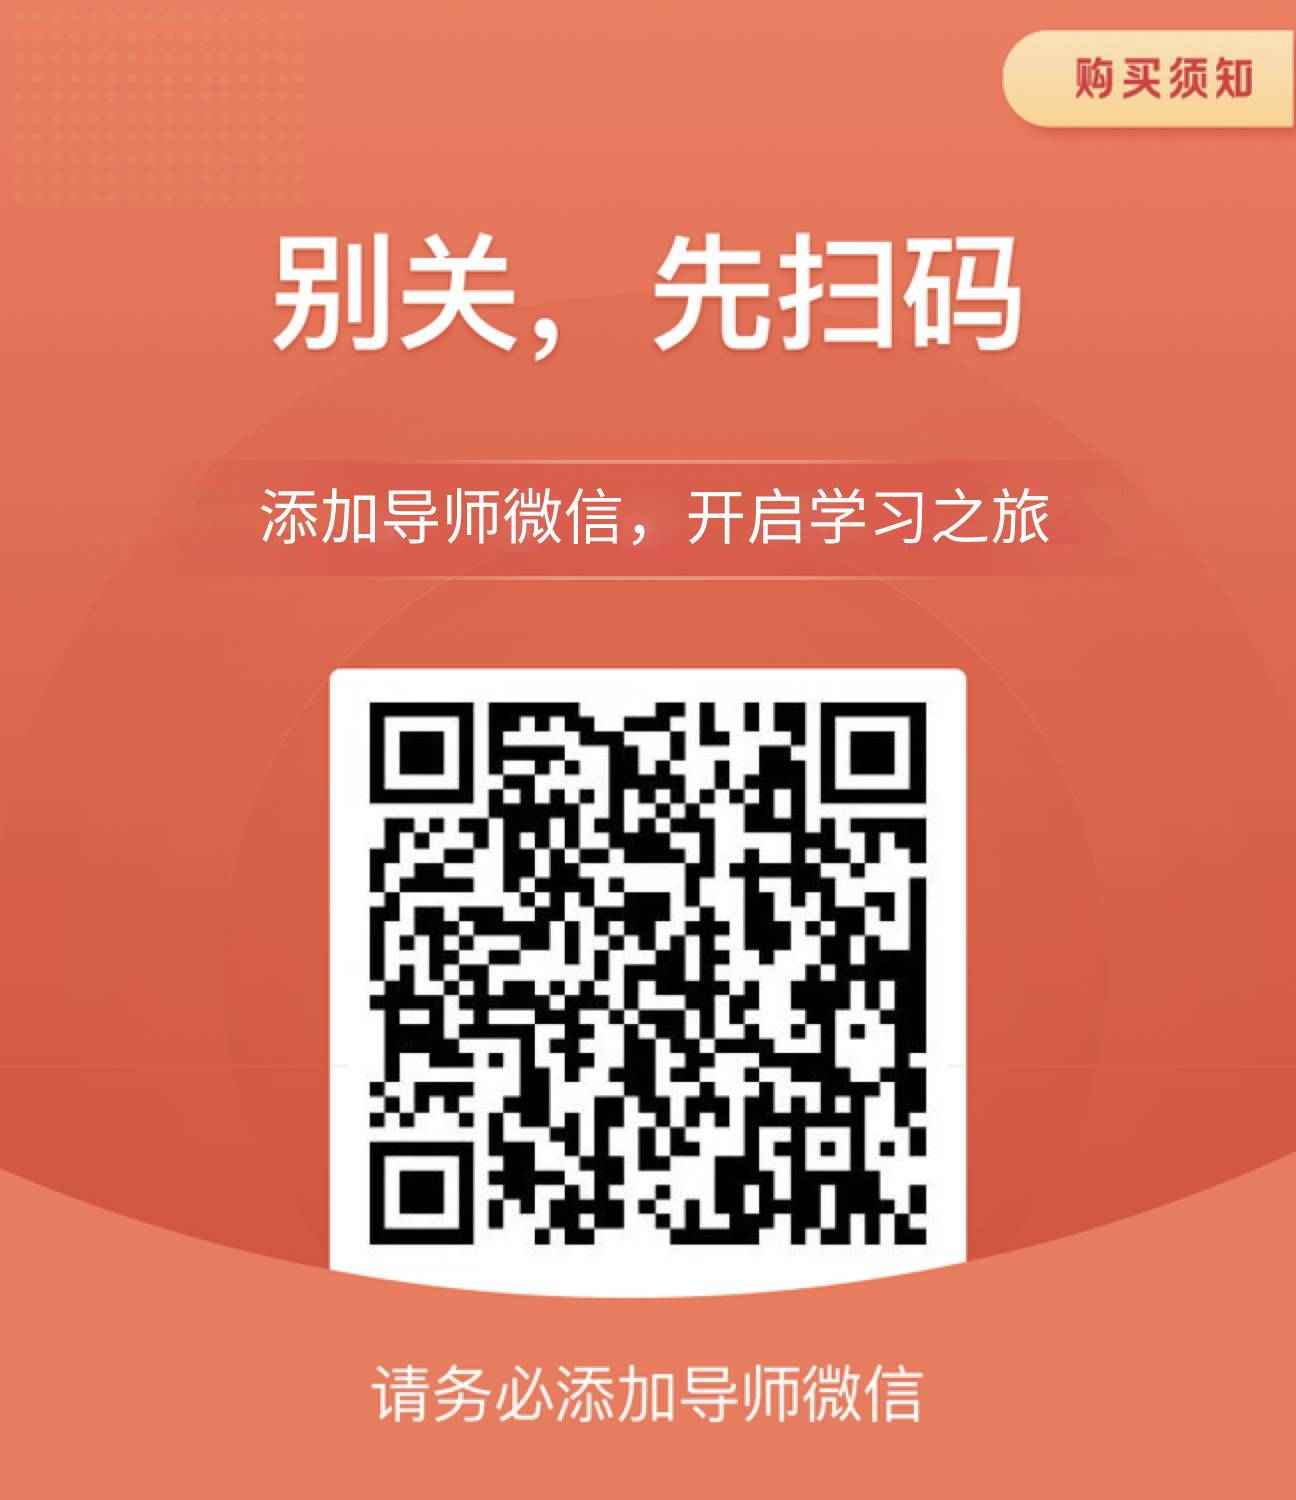 购买须知
别关，先扫码
添加导师微信，开启学习之旅
请务必添加导师微信